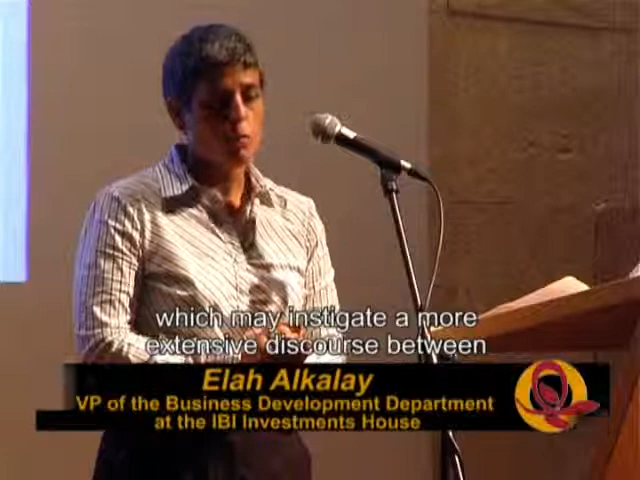 which may instigate a more
extensive discourse between
Elah Alkalay
VP of the Business Development Department
at the IBI Investments House